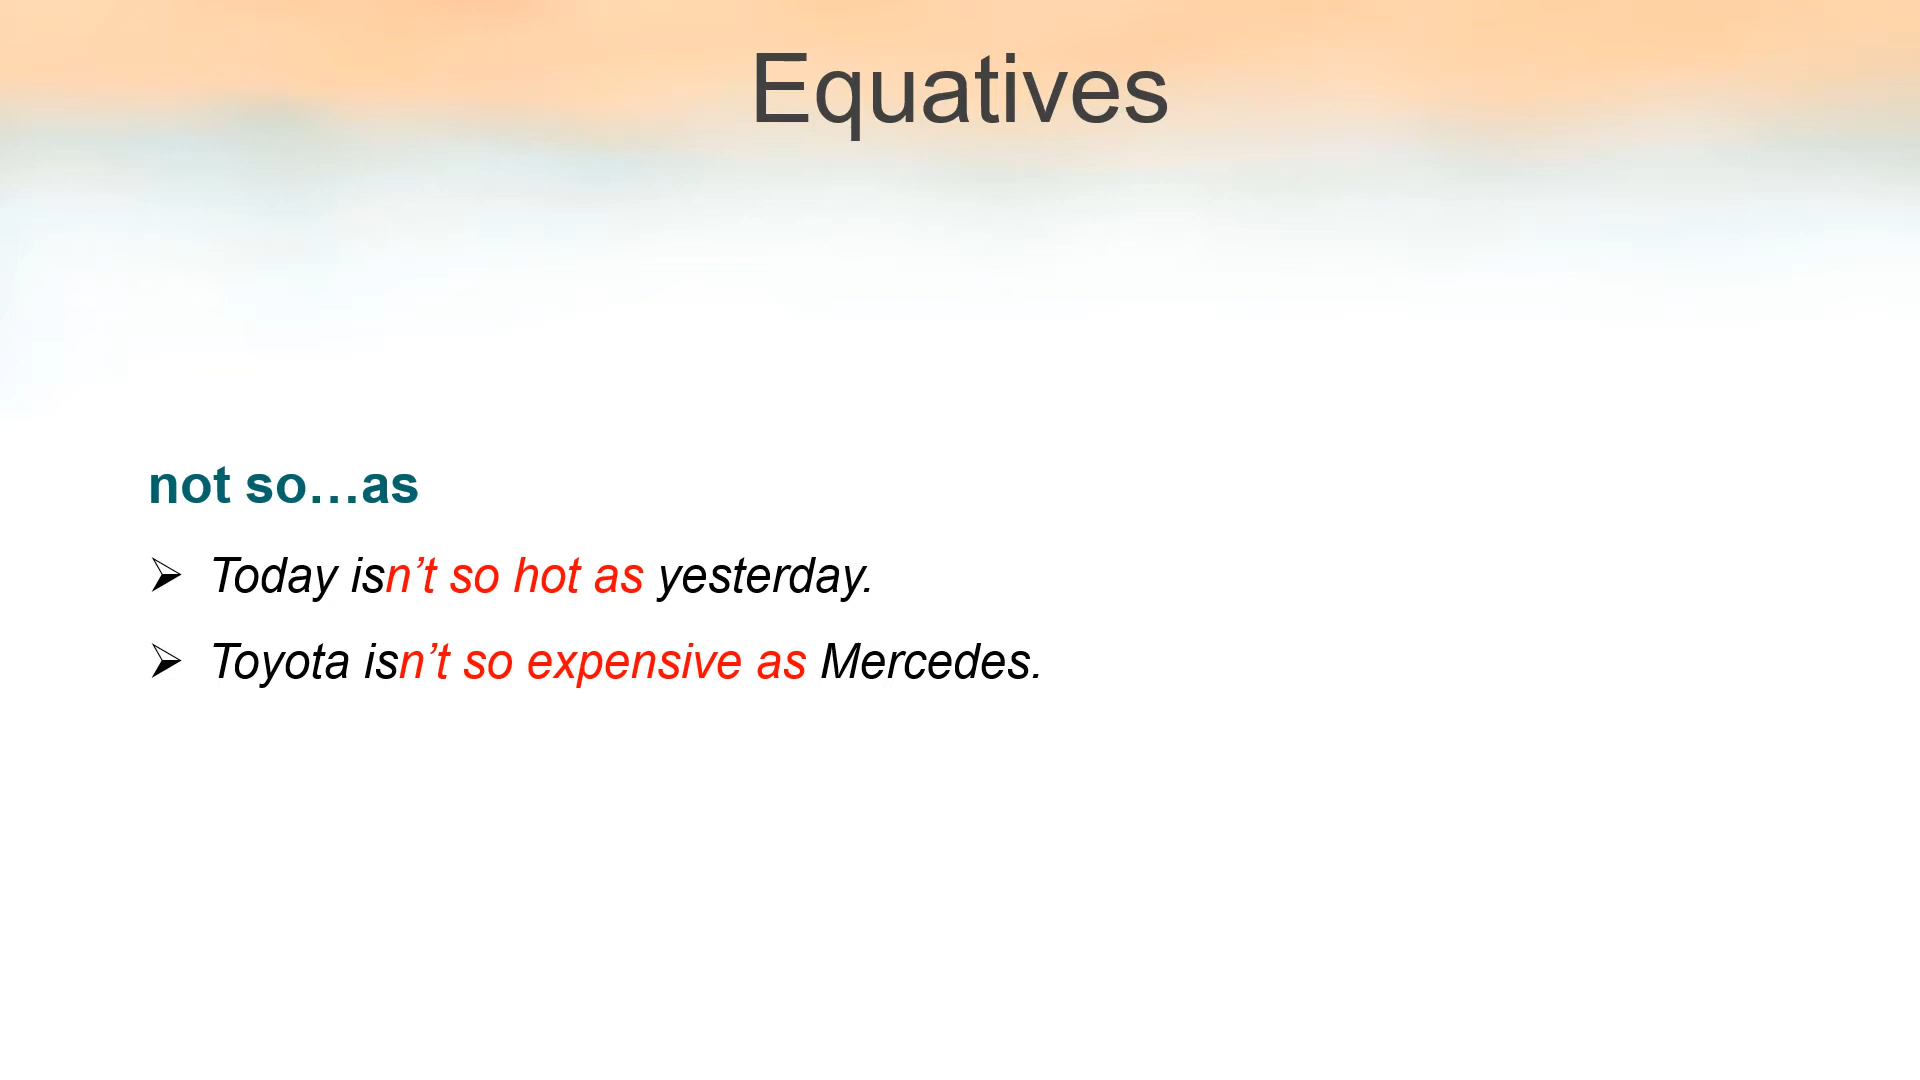 Equatives
not so…as
➢ Today isn’t so hot as yesterday.
➢ Toyota isn’t so expensive as Mercedes.